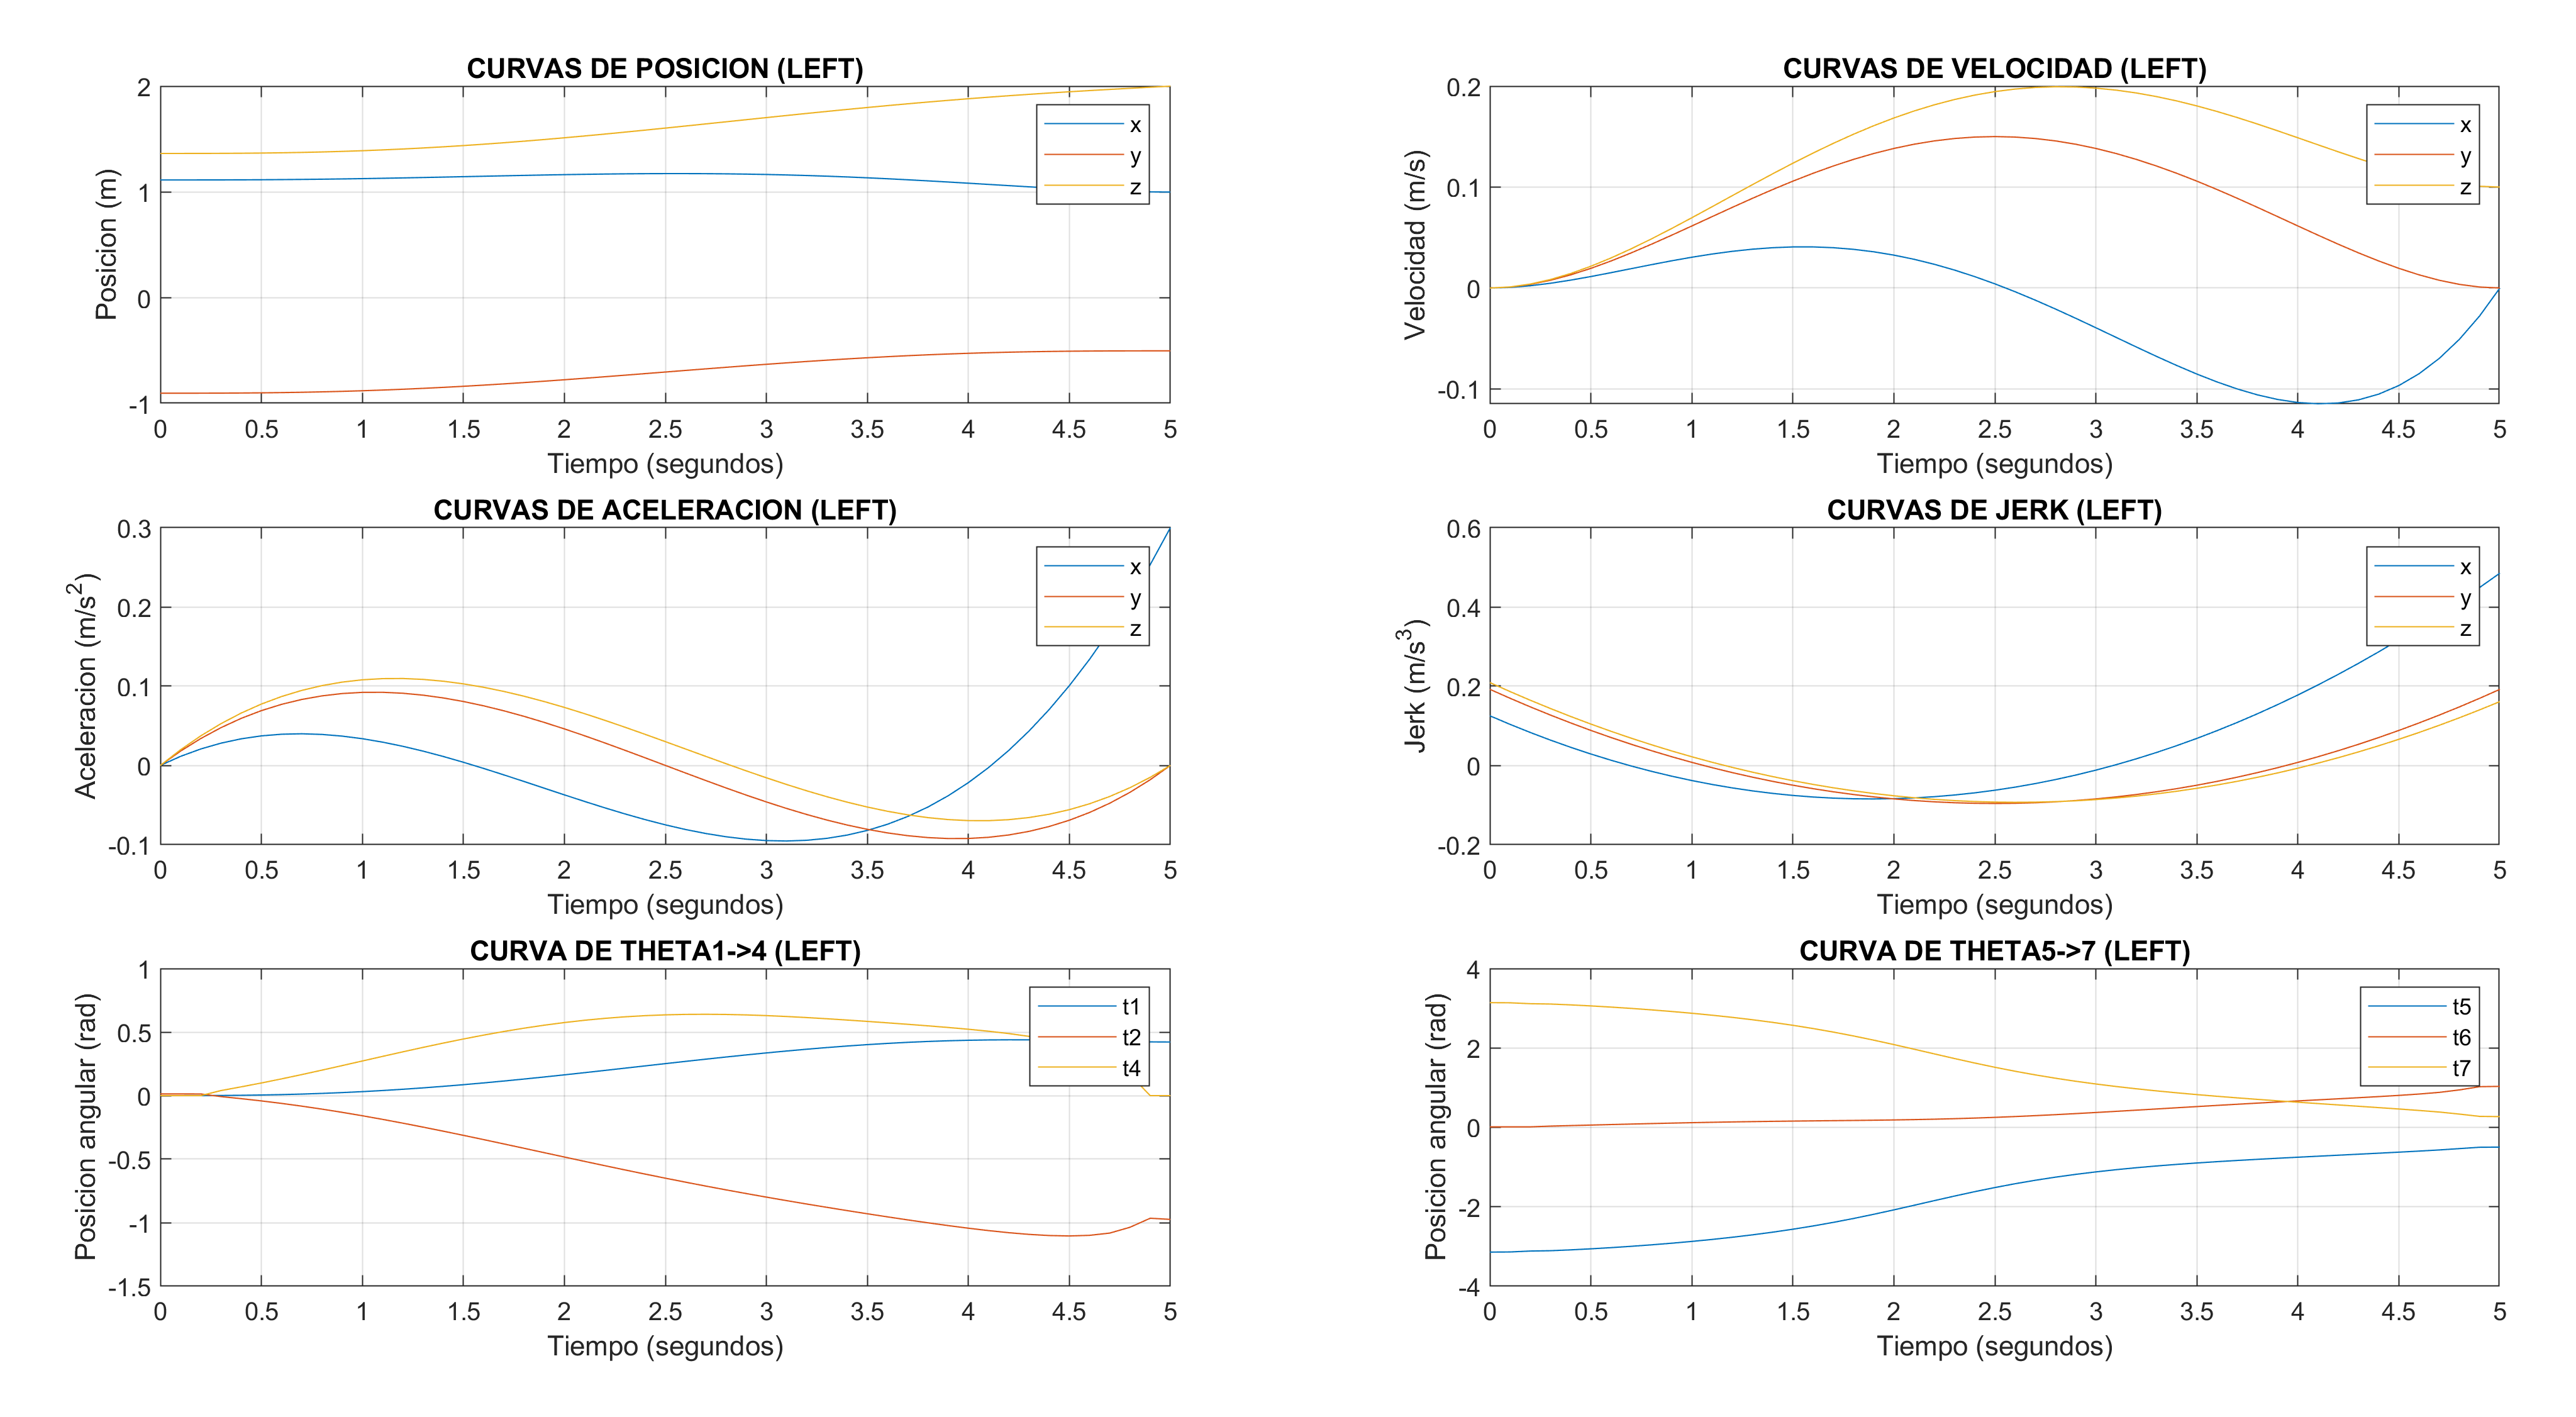 CURVAS DE POSICION (LEFT)
2
1
0
-1
Posicion (m)
x
y
z
0 0.5 1 1.5 2 2.5 3 3.5 4 4.5 5
Tiempo (segundos)
CURVAS DE VELOCIDAD (LEFT)
0.2
0.1
0
-0.1
Velocidad (m/s)
x
y
z
0 0.5 1 1.5 2 2.5 3 3.5 4 4.5 5
Tiempo (segundos)
CURVAS DE ACELERACION (LEFT)
0.3
0.2
0.1
0
-0.1
Aceleracion (m/s²)
x
y
z
0 0.5 1 1.5 2 2.5 3 3.5 4 4.5 5
Tiempo (segundos)
CURVAS DE JERK (LEFT)
0.6
0.4
0.2
0
-0.2
Jerk (m/s³)
x
y
z
0 0.5 1 1.5 2 2.5 3 3.5 4 4.5 5
Tiempo (segundos)
CURVA DE THETA1->4 (LEFT)
1
0.5
0
-0.5
-1
-1.5
Posicion angular (rad)
t1
t2
t4
0 0.5 1 1.5 2 2.5 3 3.5 4 4.5 5
Tiempo (segundos)
CURVA DE THETA5->7 (LEFT)
4
2
0
-2
-4
Posicion angular (rad)
t5
t6
t7
0 0.5 1 1.5 2 2.5 3 3.5 4 4.5 5
Tiempo (segundos)